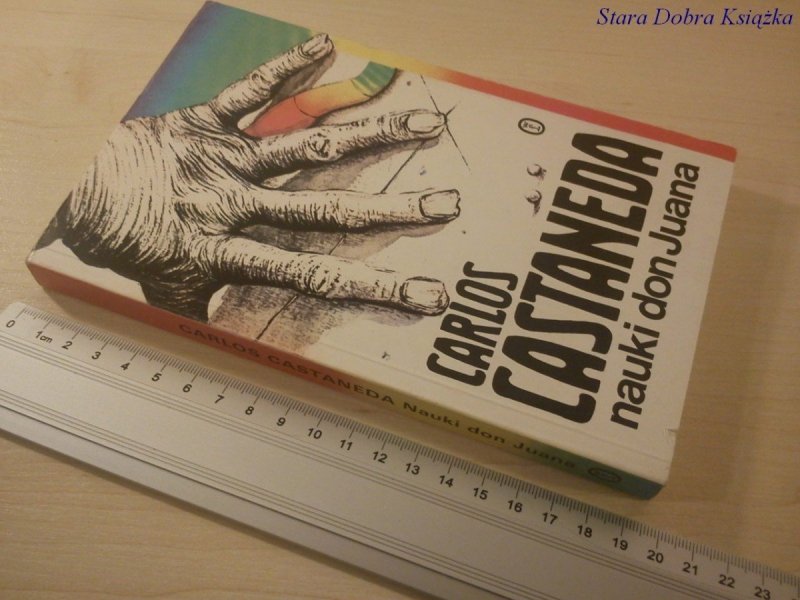 Stara Dobra Książka
CARLOS
CASTANEDA
nauki don Juana
CARLOS CASTANEDA Nauki don Juana
0 1cm 2 3 4 5 6 7 8 9 10 11 12 13 14 15 16 17 18 19 20 21 22 23